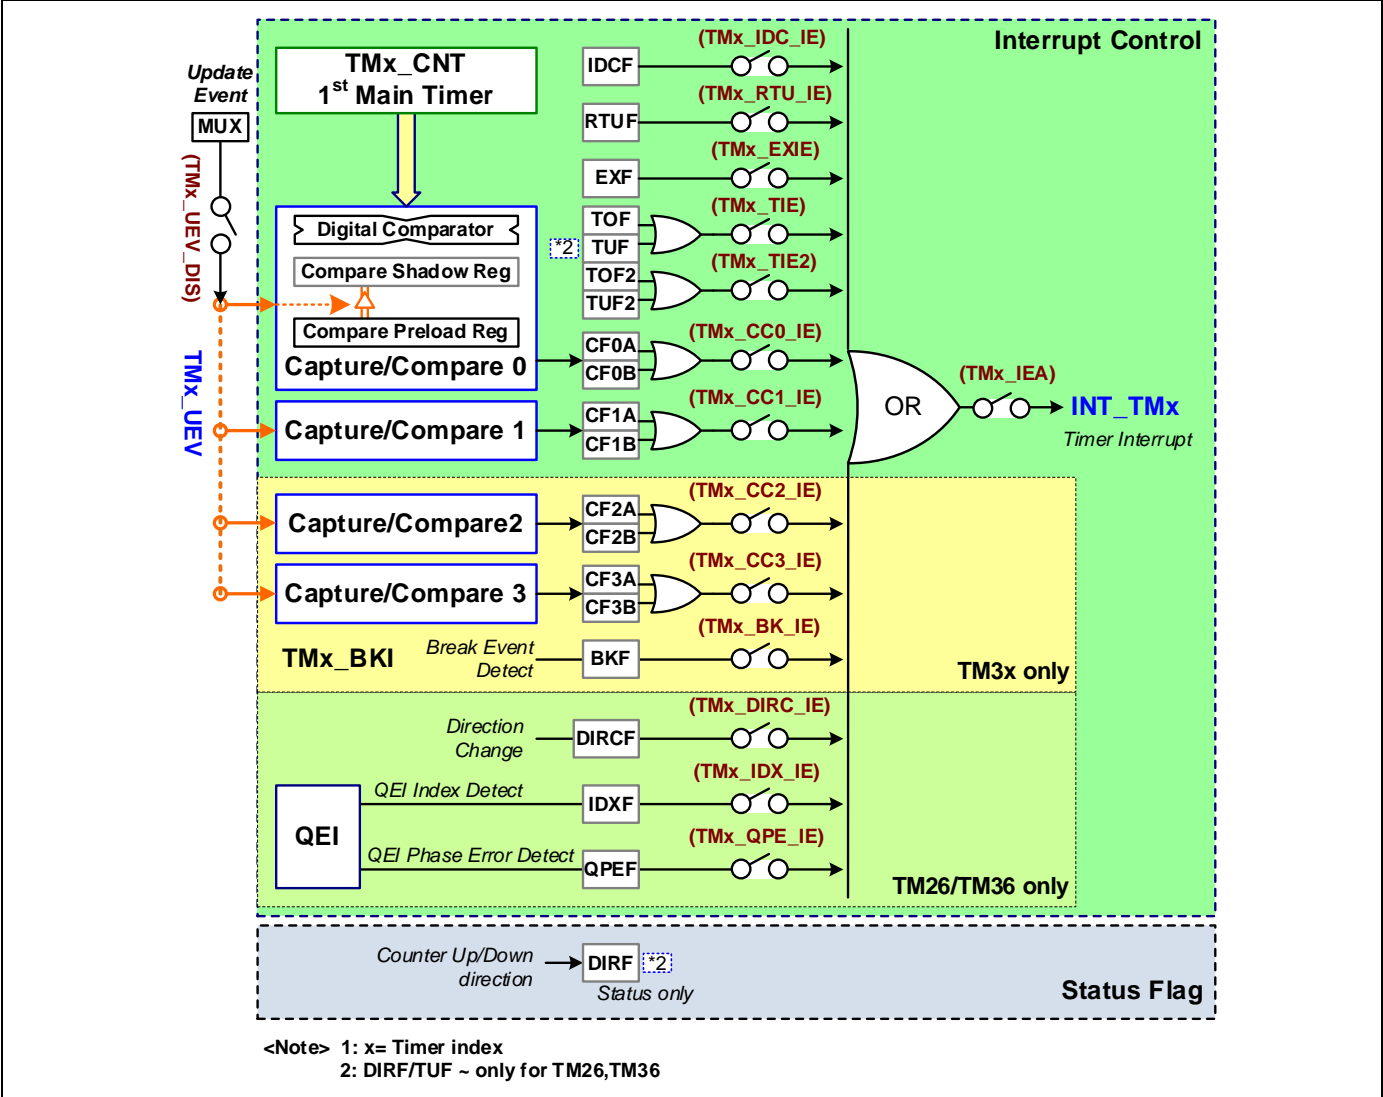 Interrupt Control
TMx_CNT
1st Main Timer
Update
Event
MUX
(TMx_UEV_DIS)
TMx_UEV
Digital Comparator
Compare Shadow Reg
Compare Preload Reg
Capture/Compare 0
Capture/Compare 1
Capture/Compare2
Capture/Compare 3
TMx_BKI
Break Event
Detect
Direction
Change
QEI
QEI Index Detect
QEI Phase Error Detect
IDCF
(TMx_IDC_IE)
RTUF
(TMx_RTU_IE)
EXF
(TMx_EXIE)
*2
TOF
TUF
(TMx_TIE)
TOF2
TUF2
(TMx_TIE2)
CF0A
CF0B
(TMx_CC0_IE)
CF1A
CF1B
(TMx_CC1_IE)
CF2A
CF2B
(TMx_CC2_IE)
CF3A
CF3B
(TMx_CC3_IE)
BKF
(TMx_BK_IE)
TM3x only
DIRCF
(TMx_DIRC_IE)
IDXF
(TMx_IDX_IE)
QPEF
(TMx_QPE_IE)
TM26/TM36 only
OR
(TMx_IEA)
INT_TMx
Timer Interrupt
Counter Up/Down
direction
DIRF
*2
Status only
Status Flag
<Note> 1: x= Timer index
2: DIRF/TUF ~ only for TM26,TM36